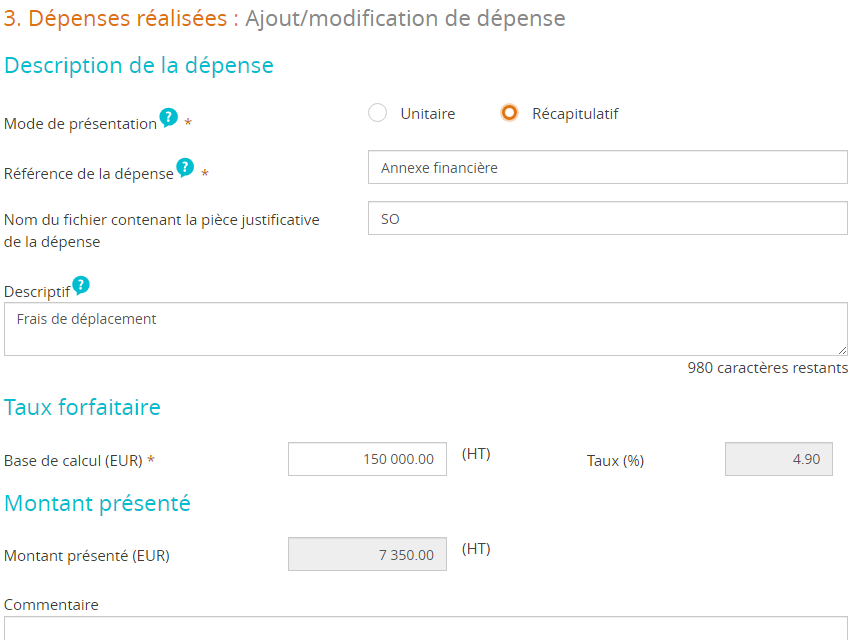 3. Dépenses réalisées : Ajout/modification de dépense
Description de la dépense
Mode de présentation ? * Unitaire Récapitulatif
Référence de la dépense ? * Annexe financière
Nom du fichier contenant la pièce justificative
de la dépense
SO
Descriptif ?
Frais de déplacement
980 caractères restants
Taux forfaitaire
Base de calcul (EUR) * 150 000.00 (HT) Taux (%) 4.90
Montant présenté
Montant présenté (EUR) 7 350.00 (HT)
Commentaire